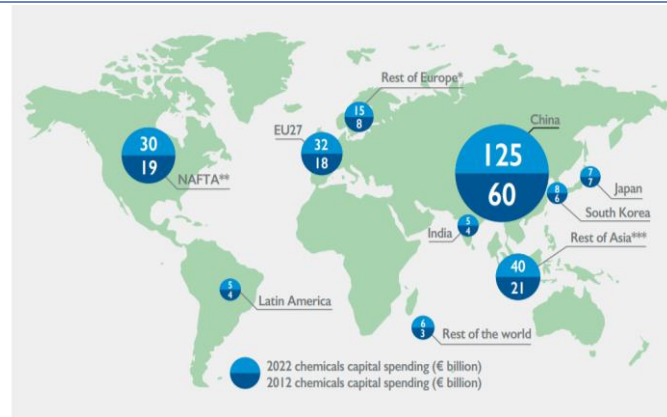 Rest of Europe*
15
8
China
EU27
30
19
NAFTA**
32
18
125
60
7
7
Japan
8
6
South Korea
India
5
4
Rest of Asia***
40
21
5
4
Latin America
6
3
Rest of the world
2022 chemicals capital spending (€ billion)
2012 chemicals capital spending (€ billion)